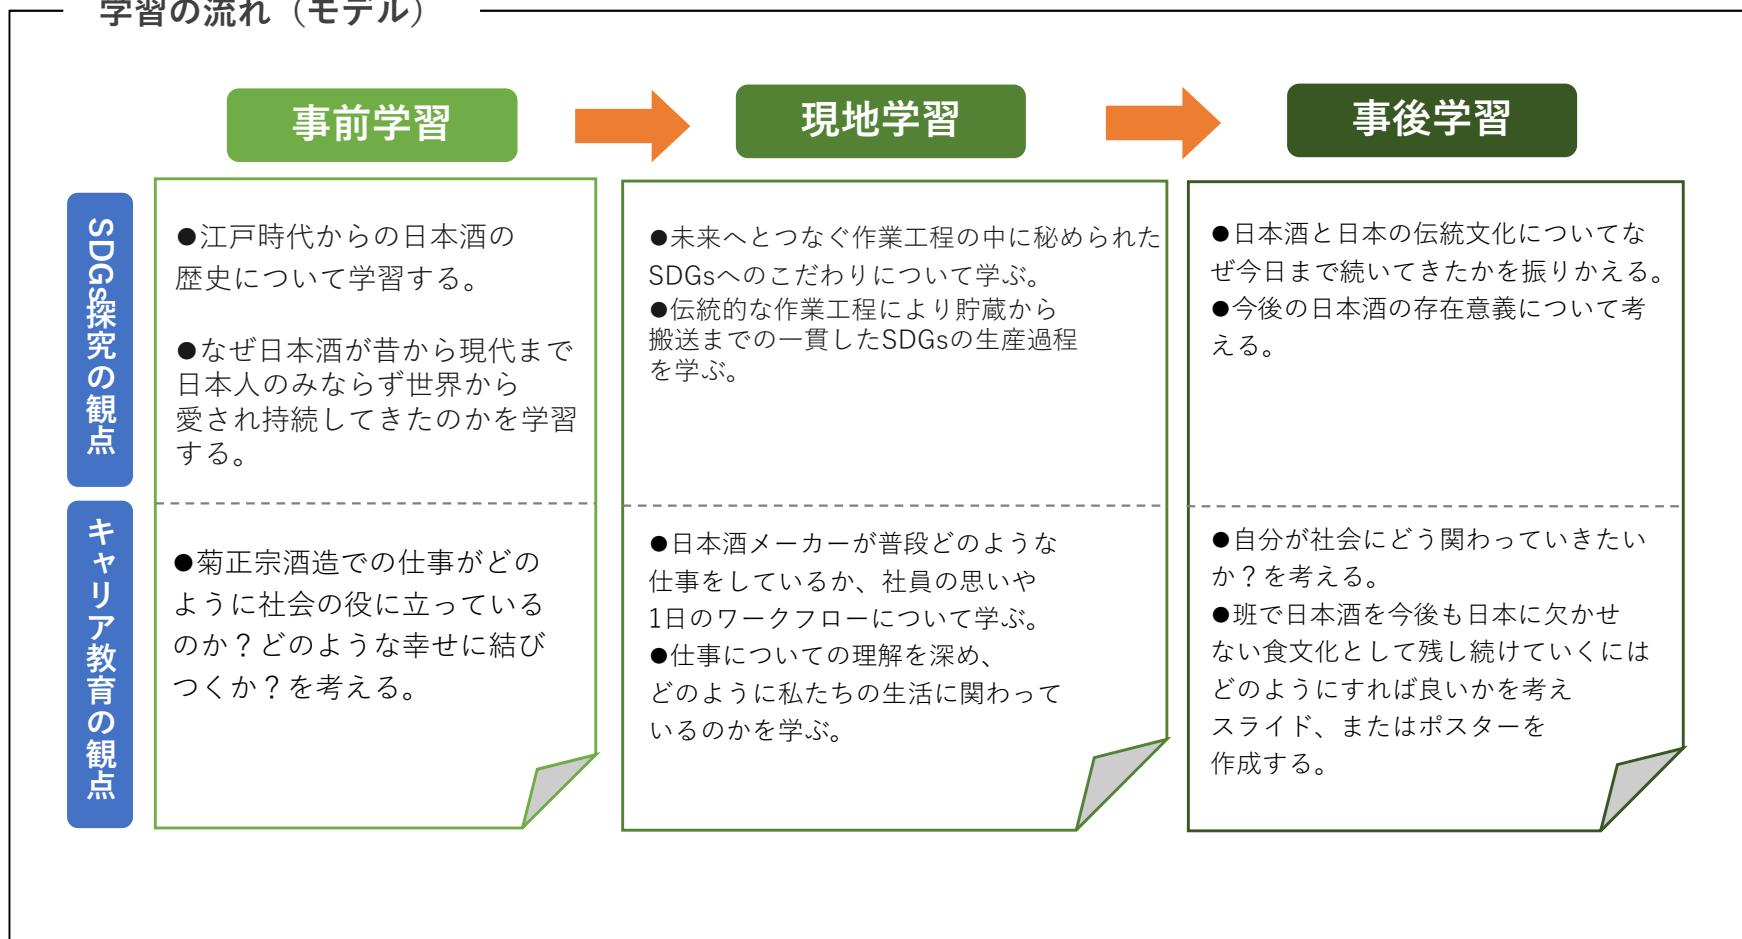 学習の流れ（モデル）
事前学習
現地学習
事後学習
SDGs探究の観点
●江戸時代からの日本酒の
歴史について学習する。
●なぜ日本酒が昔から現代まで
日本人のみならず世界から
愛され持続してきたのかを学習
する。
●未来へとつなぐ作業工程の中に秘められた
SDGsへのこだわりについて学ぶ。
●伝統的な作業工程により貯蔵から
搬送までの一貫したSDGsの生産過程
を学ぶ。
●日本酒と日本の伝統文化についてな
ぜ今日まで続いてきたかを振りかえる。
●今後の日本酒の存在意義について考
える。
キャリア教育の観点
●菊正宗酒造での仕事がどの
ように社会の役に立っている
のか？どのような幸せに結び
つくか？を考える。
●日本酒メーカーが普段どのような
仕事をしているか、社員の思いや
1日のワークフローについて学ぶ。
●仕事についての理解を深め、
どのように私たちの生活に関わって
いるのかを学ぶ。
●自分が社会にどう関わっていきたい
か？を考える。
●班で日本酒を今後も日本に欠かせ
ない食文化として残し続けていくには
どのようにすれば良いかを考え
スライド、またはポスターを
作成する。